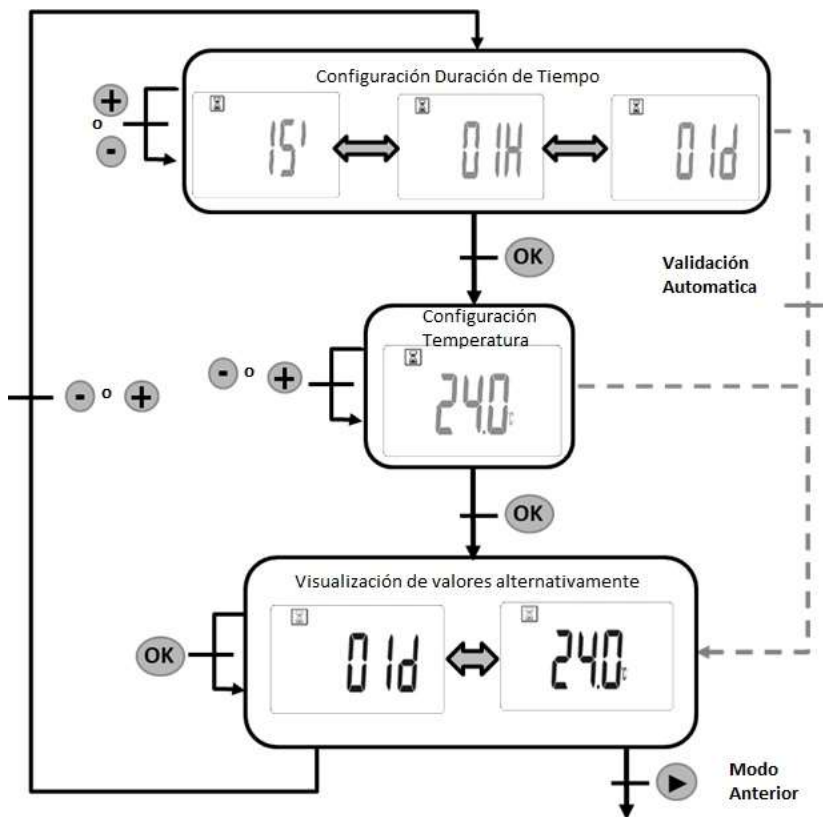 Configuración Duración de Tiempo
+
o
-
15'
01H
01d
OK
Validación
Automatica
Configuración
Temperatura
- o +
24.0 °C
- o +
OK
Visualización de valores alternativamente
OK
01d
24.0 °C
Modo
Anterior